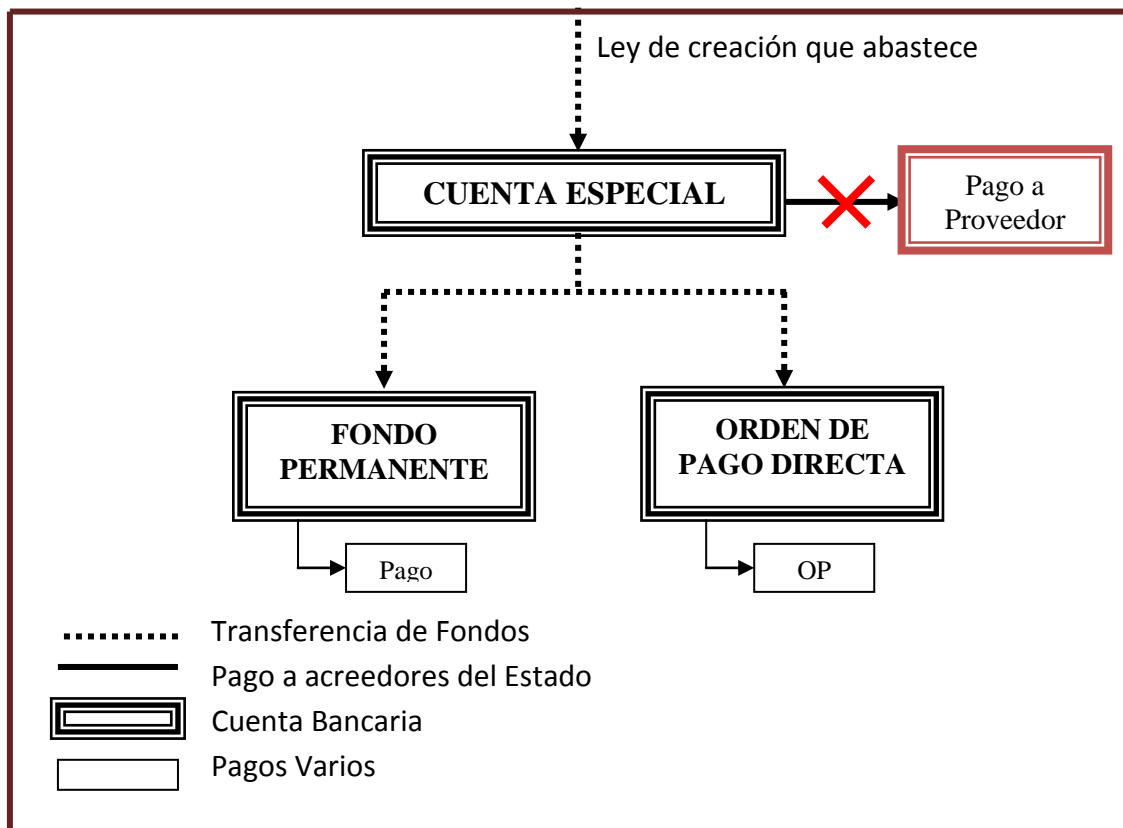 Ley de creación que abastece
CUENTA ESPECIAL
Pago a
Proveedor
FONDO
PERMANENTE
ORDEN DE
PAGO DIRECTA
Pago
OP
Transferencia de Fondos
Pago a acreedores del Estado
Cuenta Bancaria
Pagos Varios